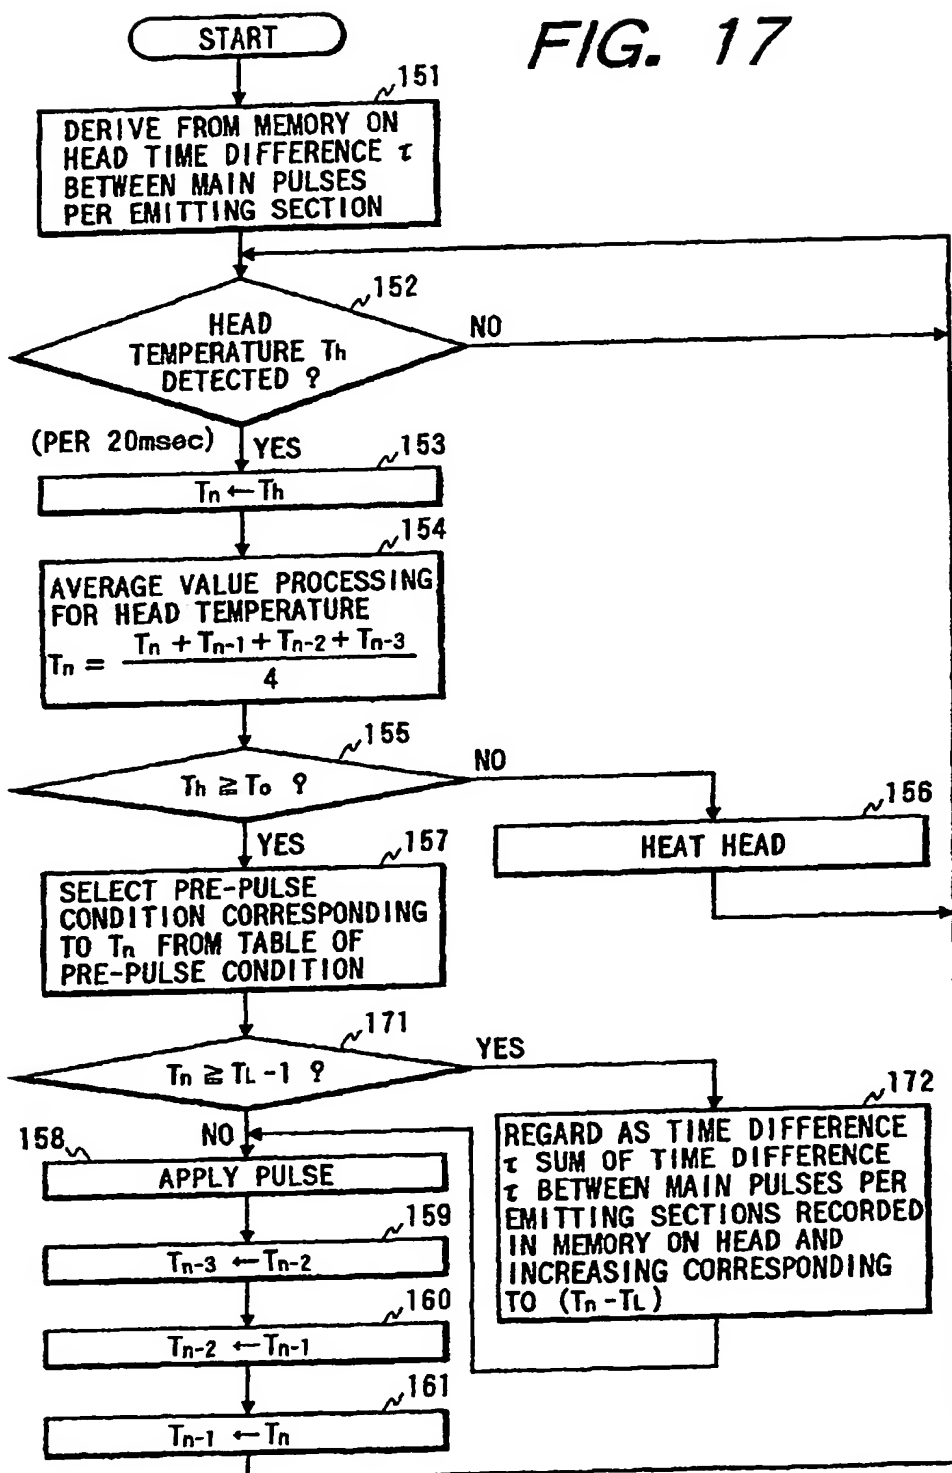 FIG. 17
START
151
DERIVE FROM MEMORY ON
HEAD TIME DIFFERENCE τ
BETWEEN MAIN PULSES
PER EMITTING SECTION
152
HEAD
TEMPERATURE Th
DETECTED ?
NO
(PER 20msec)
YES
153
Tn ← Th
154
AVERAGE VALUE PROCESSING
FOR HEAD TEMPERATURE
Tn = (Tn + Tn-1 + Tn-2 + Tn-3) / 4
155
Th ≧ To ?
NO
156
HEAT HEAD
YES
157
SELECT PRE-PULSE
CONDITION CORRESPONDING
TO Tn FROM TABLE OF
PRE-PULSE CONDITION
171
Tn ≧ TL-1 ?
YES
172
REGARD AS TIME DIFFERENCE
τ SUM OF TIME DIFFERENCE
τ BETWEEN MAIN PULSES PER
EMITTING SECTIONS RECORDED
IN MEMORY ON HEAD AND
INCREASING CORRESPONDING
TO (Tn-TL)
NO
158
APPLY PULSE
159
Tn-3 ← Tn-2
160
Tn-2 ← Tn-1
161
Tn-1 ← Tn